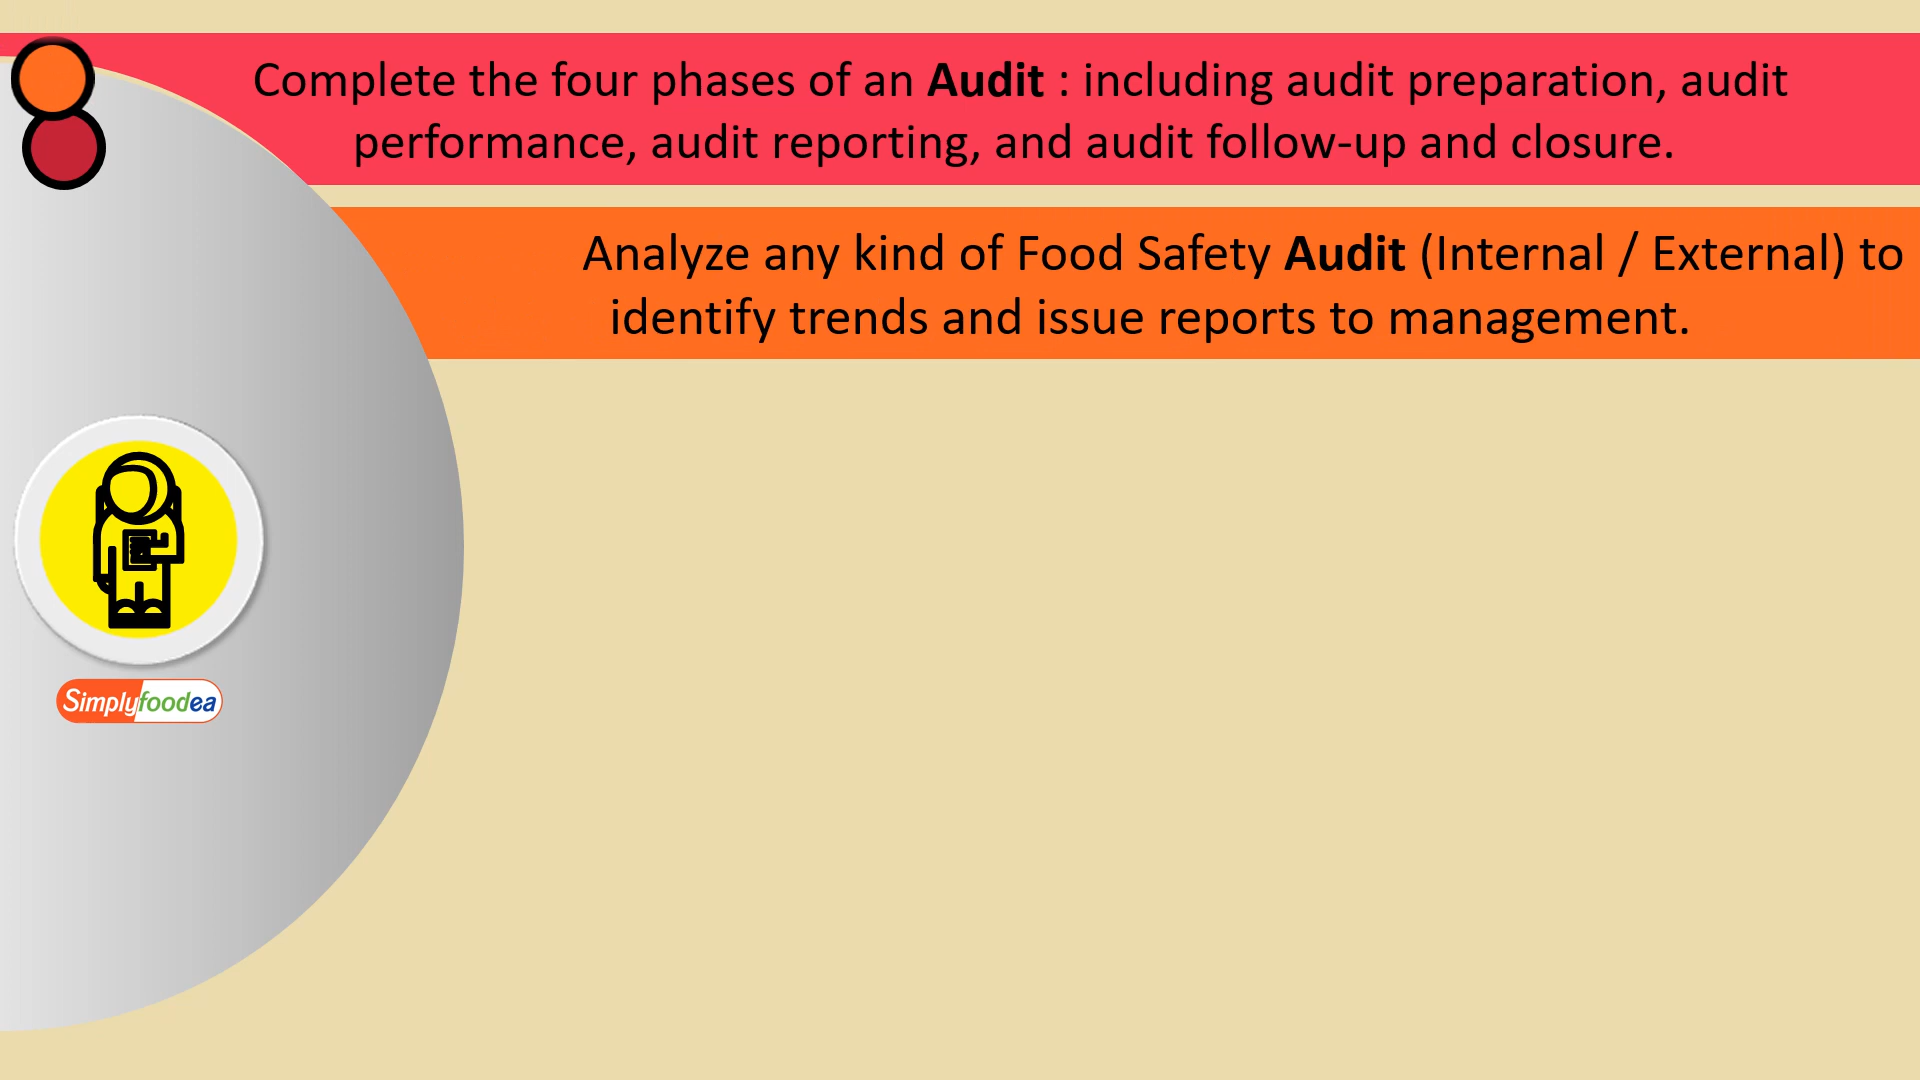 Complete the four phases of an Audit : including audit preparation, audit
performance, audit reporting, and audit follow-up and closure.
Analyze any kind of Food Safety Audit (Internal / External) to
identify trends and issue reports to management.
Simplyfoodea